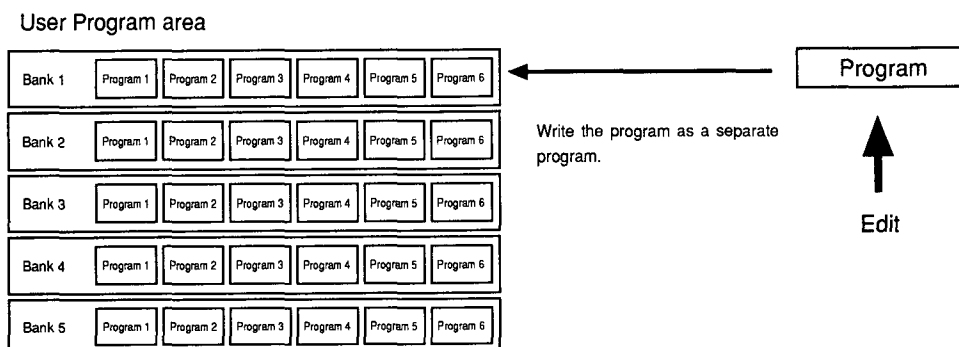 User Program area
Bank 1 Program 1 Program 2 Program 3 Program 4 Program 5 Program 6
Program
Bank 2 Program 1 Program 2 Program 3 Program 4 Program 5 Program 6
Write the program as a separate
program.
Bank 3 Program 1 Program 2 Program 3 Program 4 Program 5 Program 6
Edit
Bank 4 Program 1 Program 2 Program 3 Program 4 Program 5 Program 6
Bank 5 Program 1 Program 2 Program 3 Program 4 Program 5 Program 6